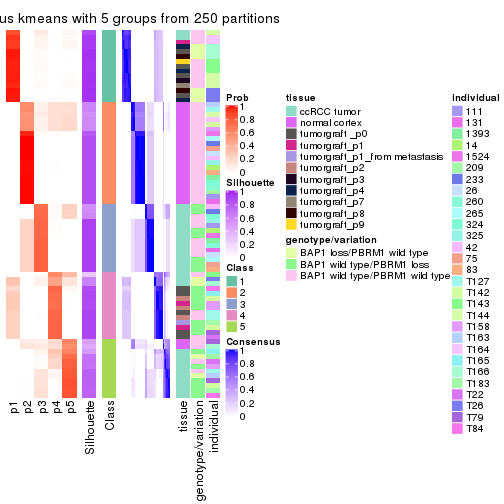 us kmeans with 5 groups from 250 partitions
p1
p2
p3
p4
p5
Silhouette
Class
tissue
genotype/variation
individual
Prob
1
0.8
0.6
0.4
0.2
0
Silhouette
1
0.8
0.6
0.4
0.2
0
Class
1
2
3
4
5
Consensus
1
0.8
0.6
0.4
0.2
0
tissue
ccRCC tumor
normal cortex
tumorgraft _p0
tumorgraft_p1
tumorgraft_p1_from metastasis
tumorgraft_p2
tumorgraft_p3
tumorgraft_p4
tumorgraft_p7
tumorgraft_p8
tumorgraft_p9
genotype/variation
BAP1 loss/PBRM1 wild type
BAP1 wild type/PBRM1 loss
BAP1 wild type/PBRM1 wild type
individual
111
131
1393
14
1524
209
233
26
260
265
324
325
42
75
83
T127
T142
T143
T144
T158
T163
T164
T165
T166
T183
T22
T26
T79
T84